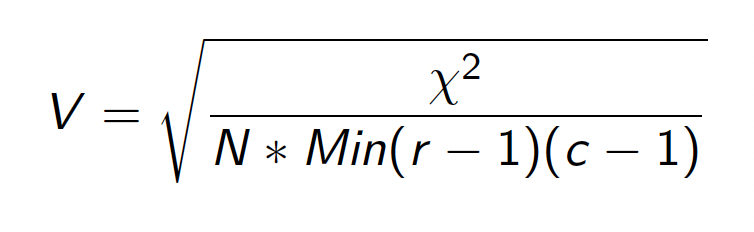 V = √(χ² / (N * Min(r − 1)(c − 1)))